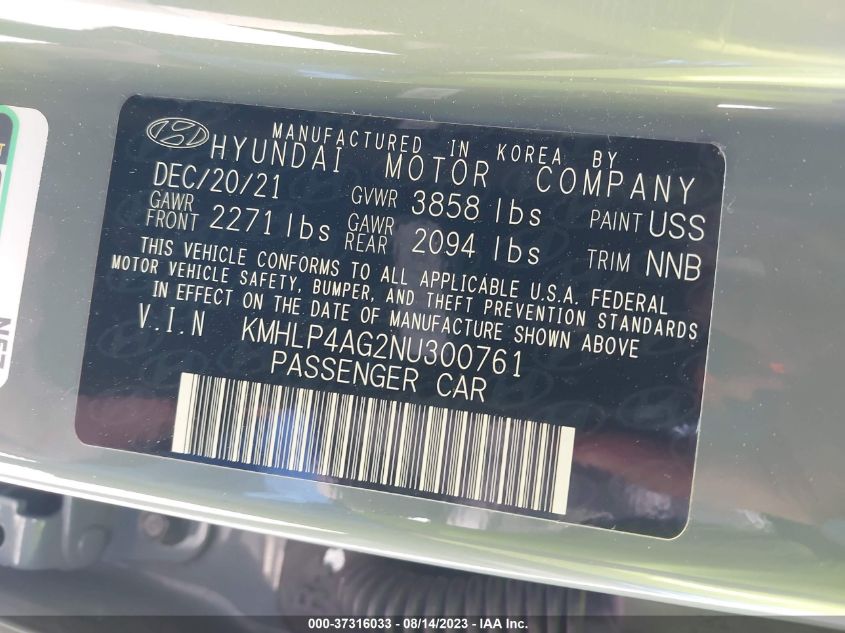 MANUFACTURED IN KOREA BY
HYUNDAI MOTOR COMPANY
DEC/20/21 GVWR 3858 lbs PAINT USS
GAWR FRONT 2271 lbs GAWR REAR 2094 lbs TRIM NNB
THIS VEHICLE CONFORMS TO ALL APPLICABLE U.S.A. FEDERAL
MOTOR VEHICLE SAFETY, BUMPER, AND THEFT PREVENTION STANDARDS
IN EFFECT ON THE DATE OF MANUFACTURE SHOWN ABOVE
V.I.N KMHLP4AG2NU300761
PASSENGER CAR
000-37316033 - 08/14/2023 - IAA Inc.